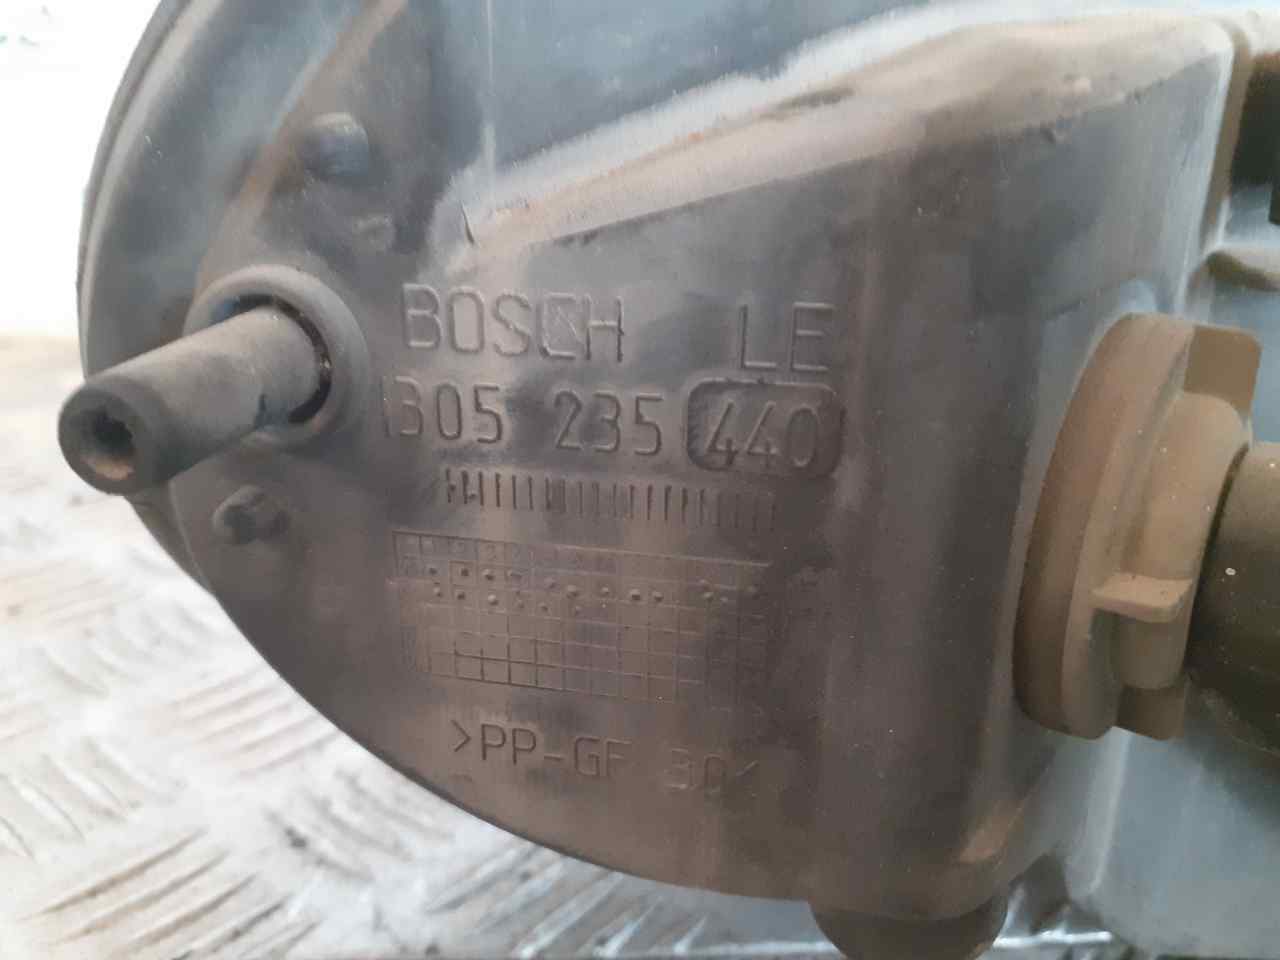 BOSCH LE
1305 235 440
>PP-GF 30<